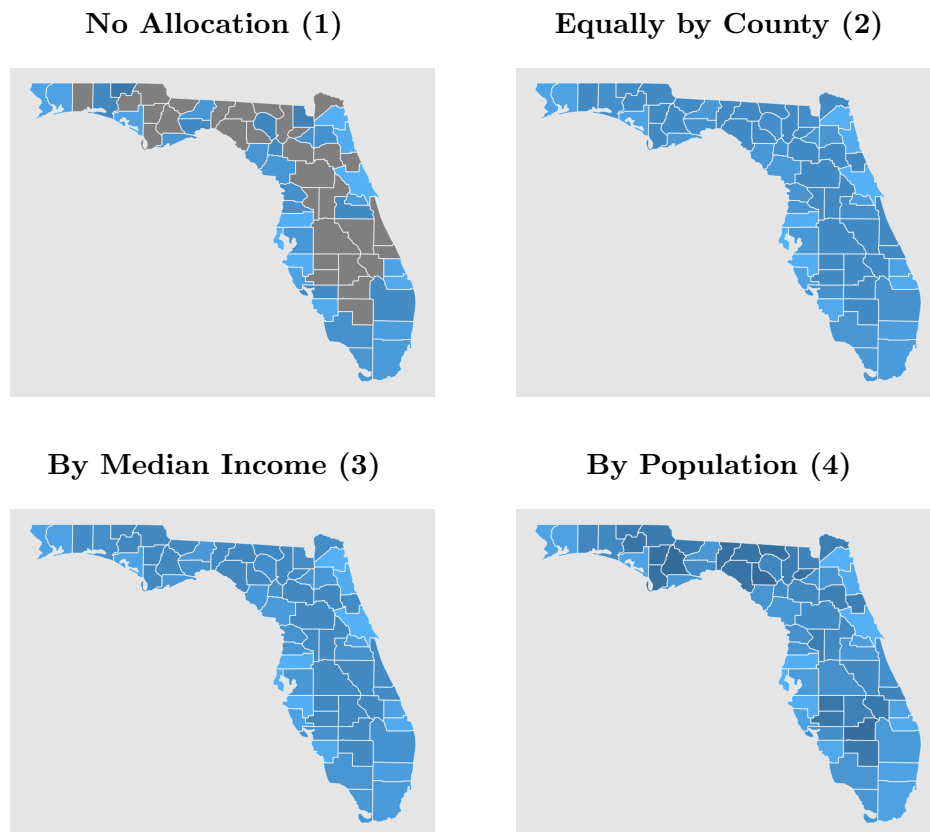 No Allocation (1)
Equally by County (2)
By Median Income (3)
By Population (4)